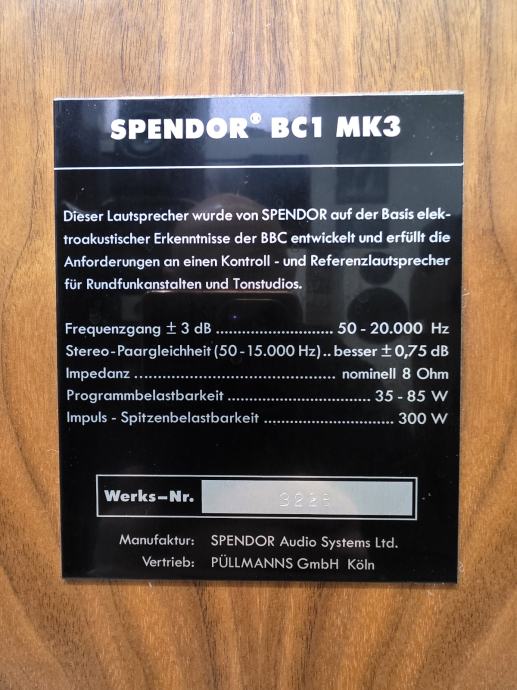 SPENDOR® BC1 MK3
Dieser Lautsprecher wurde von SPENDOR auf der Basis elek-
troakustischer Erkenntnisse der BBC entwickelt und erfüllt die
Anforderungen an einen Kontroll - und Referenzlautsprecher
für Rundfunkanstalten und Tonstudios.
Frequenzgang ± 3 dB .............................. 50 - 20.000 Hz
Stereo-Paargleichheit (50 - 15.000 Hz) .. besser ± 0,75 dB
Impedanz .......................................... nominell 8 Ohm
Programmbelastbarkeit .................................. 35 - 85 W
Impuls - Spitzenbelastbarkeit ............................... 300 W
Werks-Nr.
Manufaktur: SPENDOR Audio Systems Ltd.
Vertrieb: PÜLLMANNS GmbH Köln